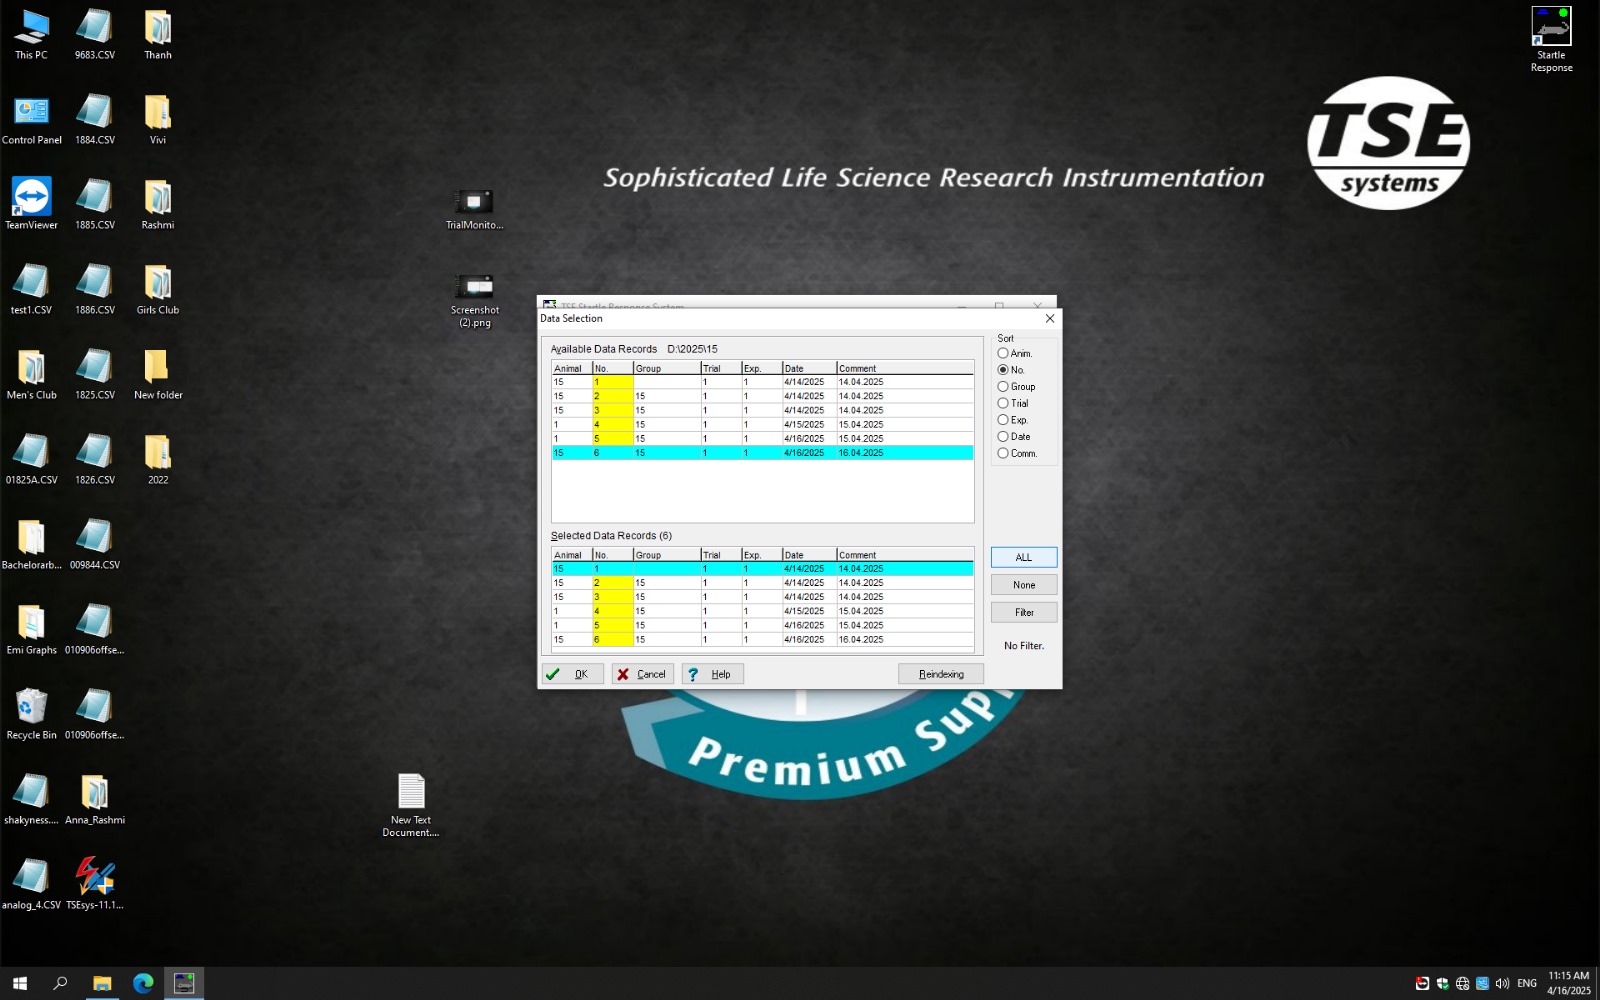 This PC
9683.CSV
Thanh
Startle
Response
Control Panel
1884.CSV
Vivi
TSE
systems
Sophisticated Life Science Research Instrumentation
TeamViewer
1885.CSV
Rashmi
TrialMonito...
test1.CSV
1886.CSV
Girls Club
Screenshot
(2).png
Men's Club
1825.CSV
New folder
01825A.CSV
1826.CSV
2022
Bachelorarb...
009844.CSV
Emi Graphs
010906offse...
Recycle Bin
010906offse...
shakyness....
Anna_Rashmi
New Text
Document....
analog_4.CSV
TSEsys-11.1...
TSE Startle Response System
Data Selection
Available Data Records D:\2025\15
Animal No. Group Trial Exp. Date Comment
15 1 1 1 4/14/2025 14.04.2025
15 2 15 1 1 4/14/2025 14.04.2025
15 3 15 1 1 4/14/2025 14.04.2025
1 4 15 1 1 4/15/2025 15.04.2025
1 5 15 1 1 4/16/2025 15.04.2025
15 6 15 1 1 4/16/2025 16.04.2025
Selected Data Records (6)
Animal No. Group Trial Exp. Date Comment
15 1 1 1 4/14/2025 14.04.2025
15 2 15 1 1 4/14/2025 14.04.2025
15 3 15 1 1 4/14/2025 14.04.2025
1 4 15 1 1 4/15/2025 15.04.2025
1 5 15 1 1 4/16/2025 15.04.2025
15 6 15 1 1 4/16/2025 16.04.2025
Sort
Anim.
No.
Group
Trial
Exp.
Date
Comm.
ALL
None
Filter
No Filter.
OK
Cancel
Help
Reindexing
Premium Sup
ENG
11:15 AM
4/16/2025